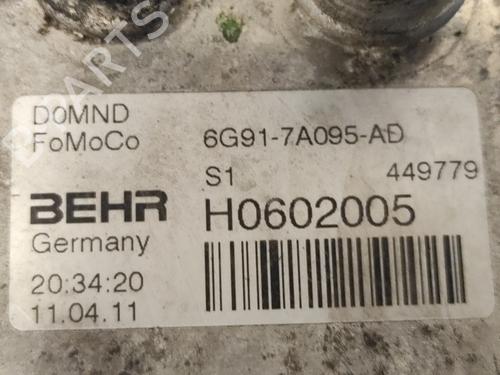 D0MND
FoMoCo 6G91-7A095-AD
S1 449779
BEHR H0602005
Germany
20:34:20
11.04.11